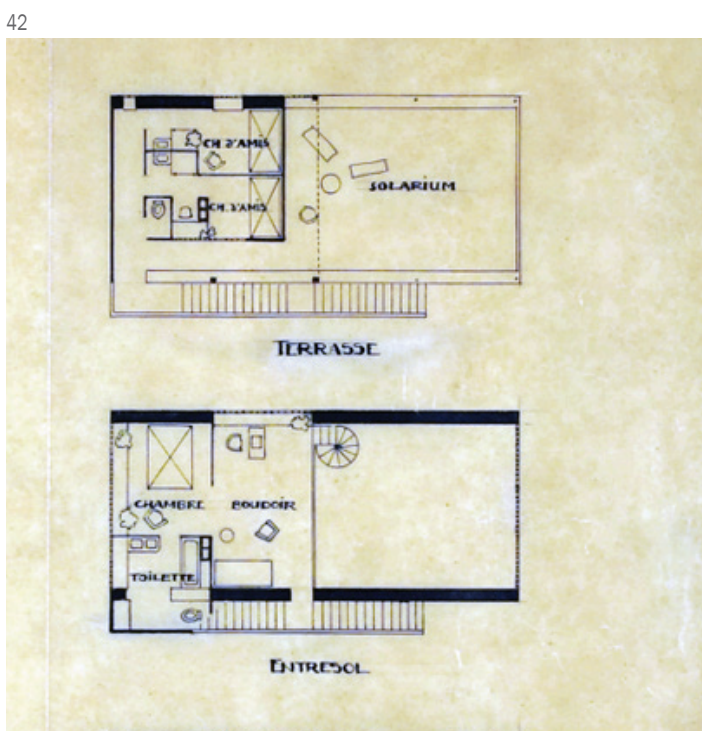 42
CH D'AMIS
SOLARIUM
CH. D'AMIS
TERRASSE
CHAMBRE
BOUDOIR
TOILETTE
ENTRESOL